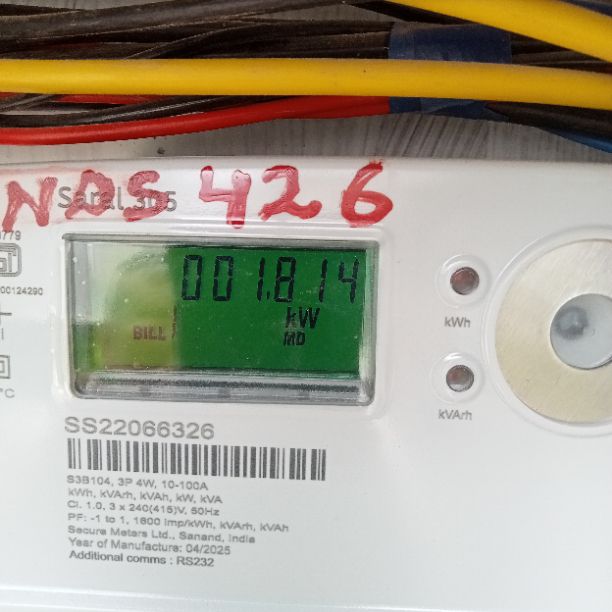 NDS 426
Saral 305
00124290
001.814
kW
BILL MD
kWh
kVArh
°C
SS22066326
S3B104, 3P 4W, 10-100A
kWh, kVArh, kVAh, kW, kVA
Cl. 1.0, 3 x 240(415)V, 50Hz
PF: -1 to 1, 1600 imp/kWh, kVArh, kVAh
Secure Meters Ltd., Sanand, India
Year of Manufacture: 04/2025
Additional comms : RS232